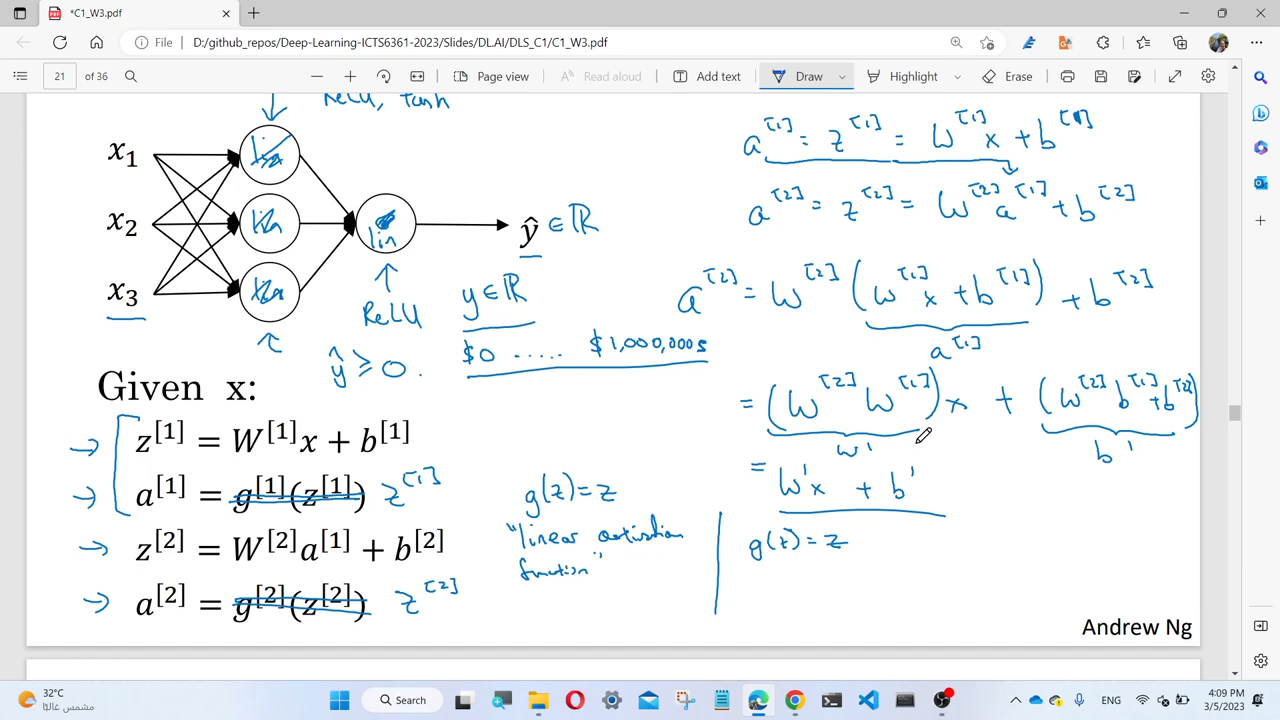 *C1_W3.pdf
File D:/github_repos/Deep-Learning-ICTS6361-2023/Slides/DL.AI/DLS_C1/C1_W3.pdf
21 of 36 Page view Read aloud Add text Draw Highlight Erase
ReLU, tanh
x₁
x₂
x₃
lin
ŷ ∈ ℝ
ReLU
y ∈ ℝ
$0 ..... $1,000,000s
ŷ ⩾ 0.
Given x:
→ z^[1] = W^[1]x + b^[1]
→ a^[1] = g^[1](z^[1]) z^[1]
→ z^[2] = W^[2]a^[1] + b^[2]
→ a^[2] = g^[2](z^[2]) z^[2]
g(z) = z
"linear activation
function"
a^[1] = z^[1] = W^[1] x + b^[1]
a^[2] = z^[2] = W^[2] a^[1] + b^[2]
a^[2] = W^[2] (W^[1] x + b^[1]) + b^[2]
a^[1]
= (W^[2] W^[1]) x + (W^[2] b^[1] + b^[2])
W' b'
= W'x + b'
g(z) = z
Andrew Ng
32°C
مشمس غالبًا
Search
ENG
4:09 PM
3/5/2023